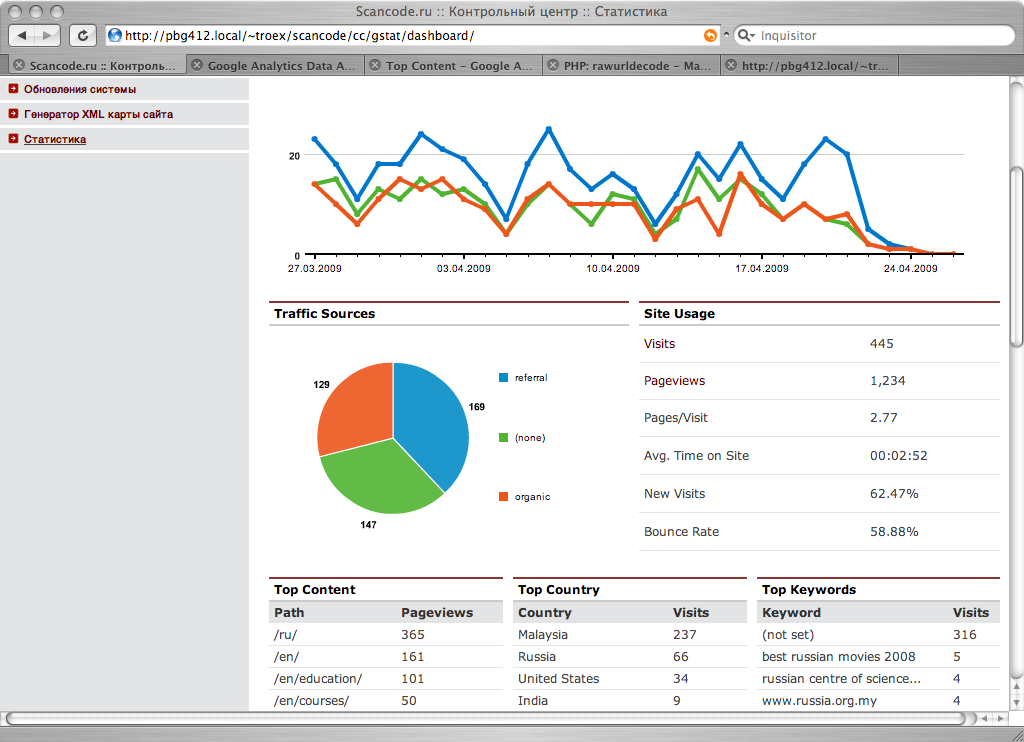 Scancode.ru :: Контрольный центр :: Статистика
http://pbg412.local/~troex/scancode/cc/gstat/dashboard/
Inquisitor
Scancode.ru :: Контроль...
Google Analytics Data A...
Top Content – Google A...
PHP: rawurldecode – Ma...
http://pbg412.local/~tr...
Обновления системы
Генератор XML карты сайта
Статистика
20
0
27.03.2009 03.04.2009 10.04.2009 17.04.2009 24.04.2009
Traffic Sources
129
169
147
referral
(none)
organic
Site Usage
Visits 445
Pageviews 1,234
Pages/Visit 2.77
Avg. Time on Site 00:02:52
New Visits 62.47%
Bounce Rate 58.88%
Top Content
Path Pageviews
/ru/ 365
/en/ 161
/en/education/ 101
/en/courses/ 50
Top Country
Country Visits
Malaysia 237
Russia 66
United States 34
India 9
Top Keywords
Keyword Visits
(not set) 316
best russian movies 2008 5
russian centre of science... 4
www.russia.org.my 4